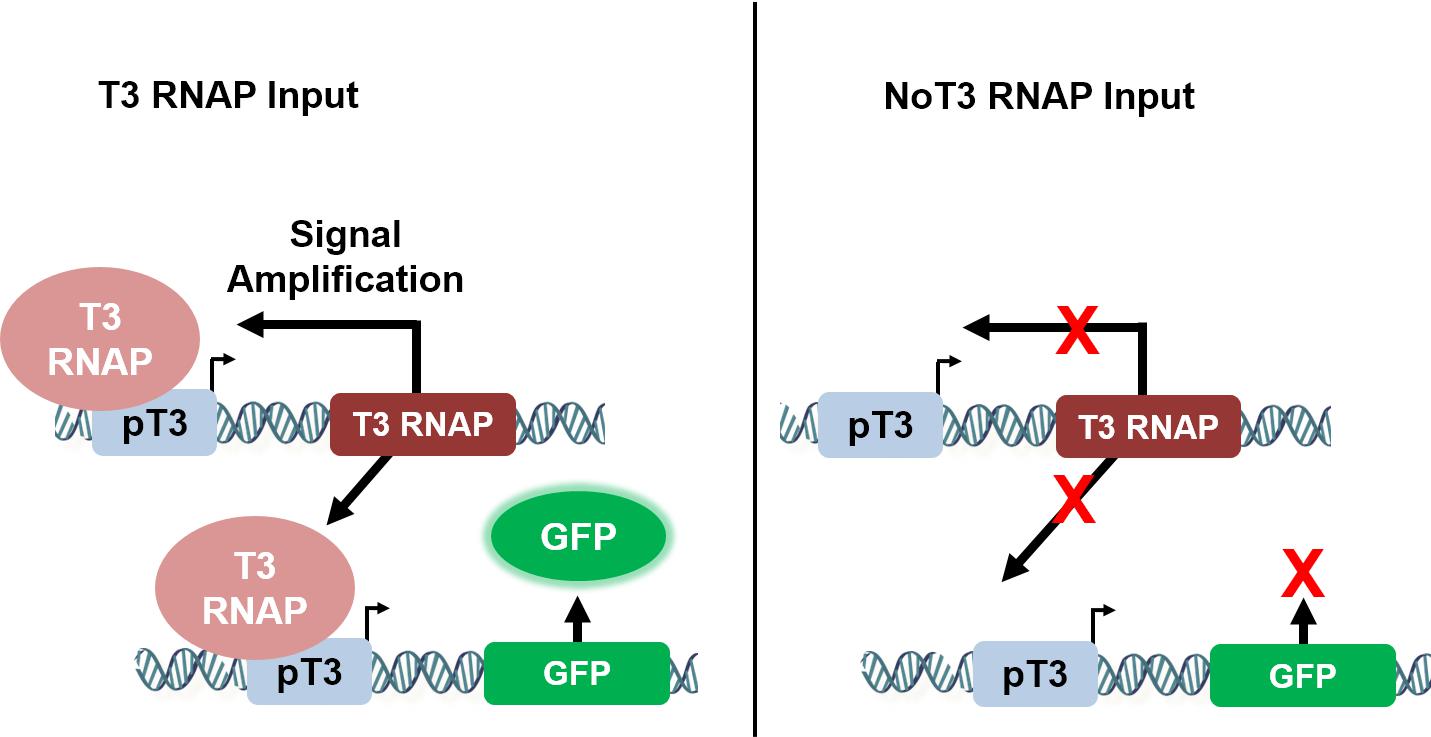 T3 RNAP Input
Signal
Amplification
T3
RNAP
pT3
T3 RNAP
T3
RNAP
GFP
pT3
GFP
NoT3 RNAP Input
X
pT3
T3 RNAP
X
X
pT3
GFP